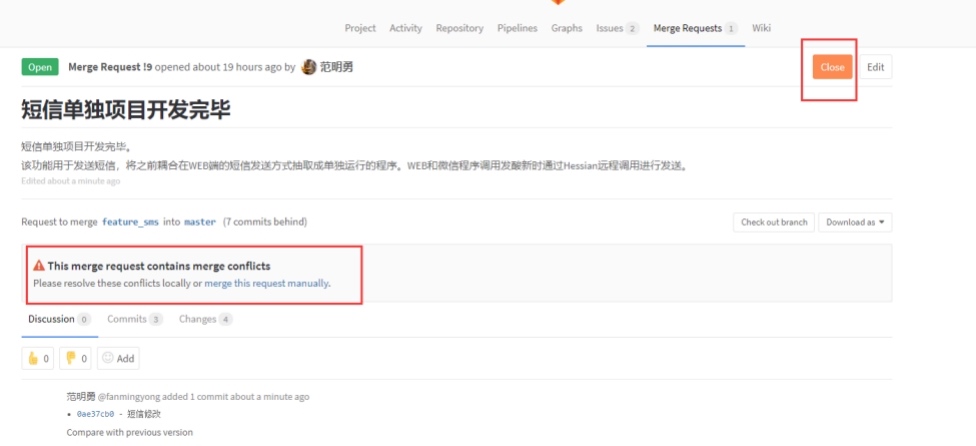 Project Activity Repository Pipelines Graphs Issues 2 Merge Requests 1 Wiki
Open Merge Request !9 opened about 19 hours ago by 范明勇 Close Edit
短信单独项目开发完毕
短信单独项目开发完毕。
该功能用于发送短信，将之前耦合在WEB端的短信发送方式抽取成单独运行的程序。WEB和微信程序调用发酸新时通过Hessian远程调用进行发送。
Edited about a minute ago
Request to merge feature_sms into master (7 commits behind) Check out branch Download as
This merge request contains merge conflicts
Please resolve these conflicts locally or merge this request manually.
Discussion 0 Commits 3 Changes 4
0 0 Add
范明勇 @fanmingyong added 1 commit about a minute ago
• 0ae37cb0 - 短信修改
Compare with previous version